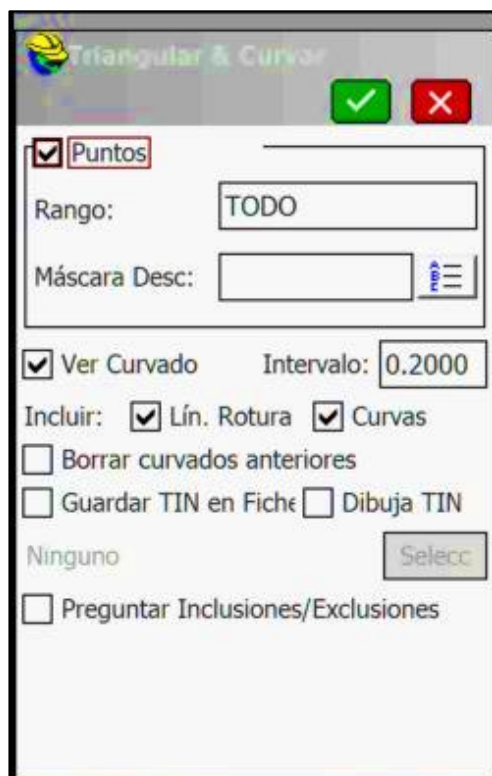 Triangular & Curvar
Puntos
Rango: TODO
Máscara Desc:
A
B
C
Ver Curvado Intervalo: 0.2000
Incluir: Lín. Rotura Curvas
Borrar curvados anteriores
Guardar TIN en Fiche Dibuja TIN
Ninguno Selecc
Preguntar Inclusiones/Exclusiones